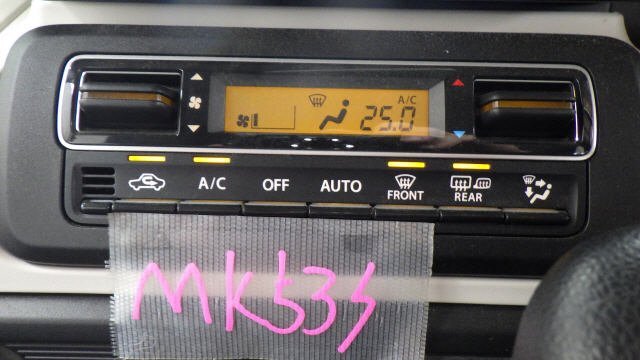 A/C
25.0
A/C OFF AUTO FRONT REAR
MK53S